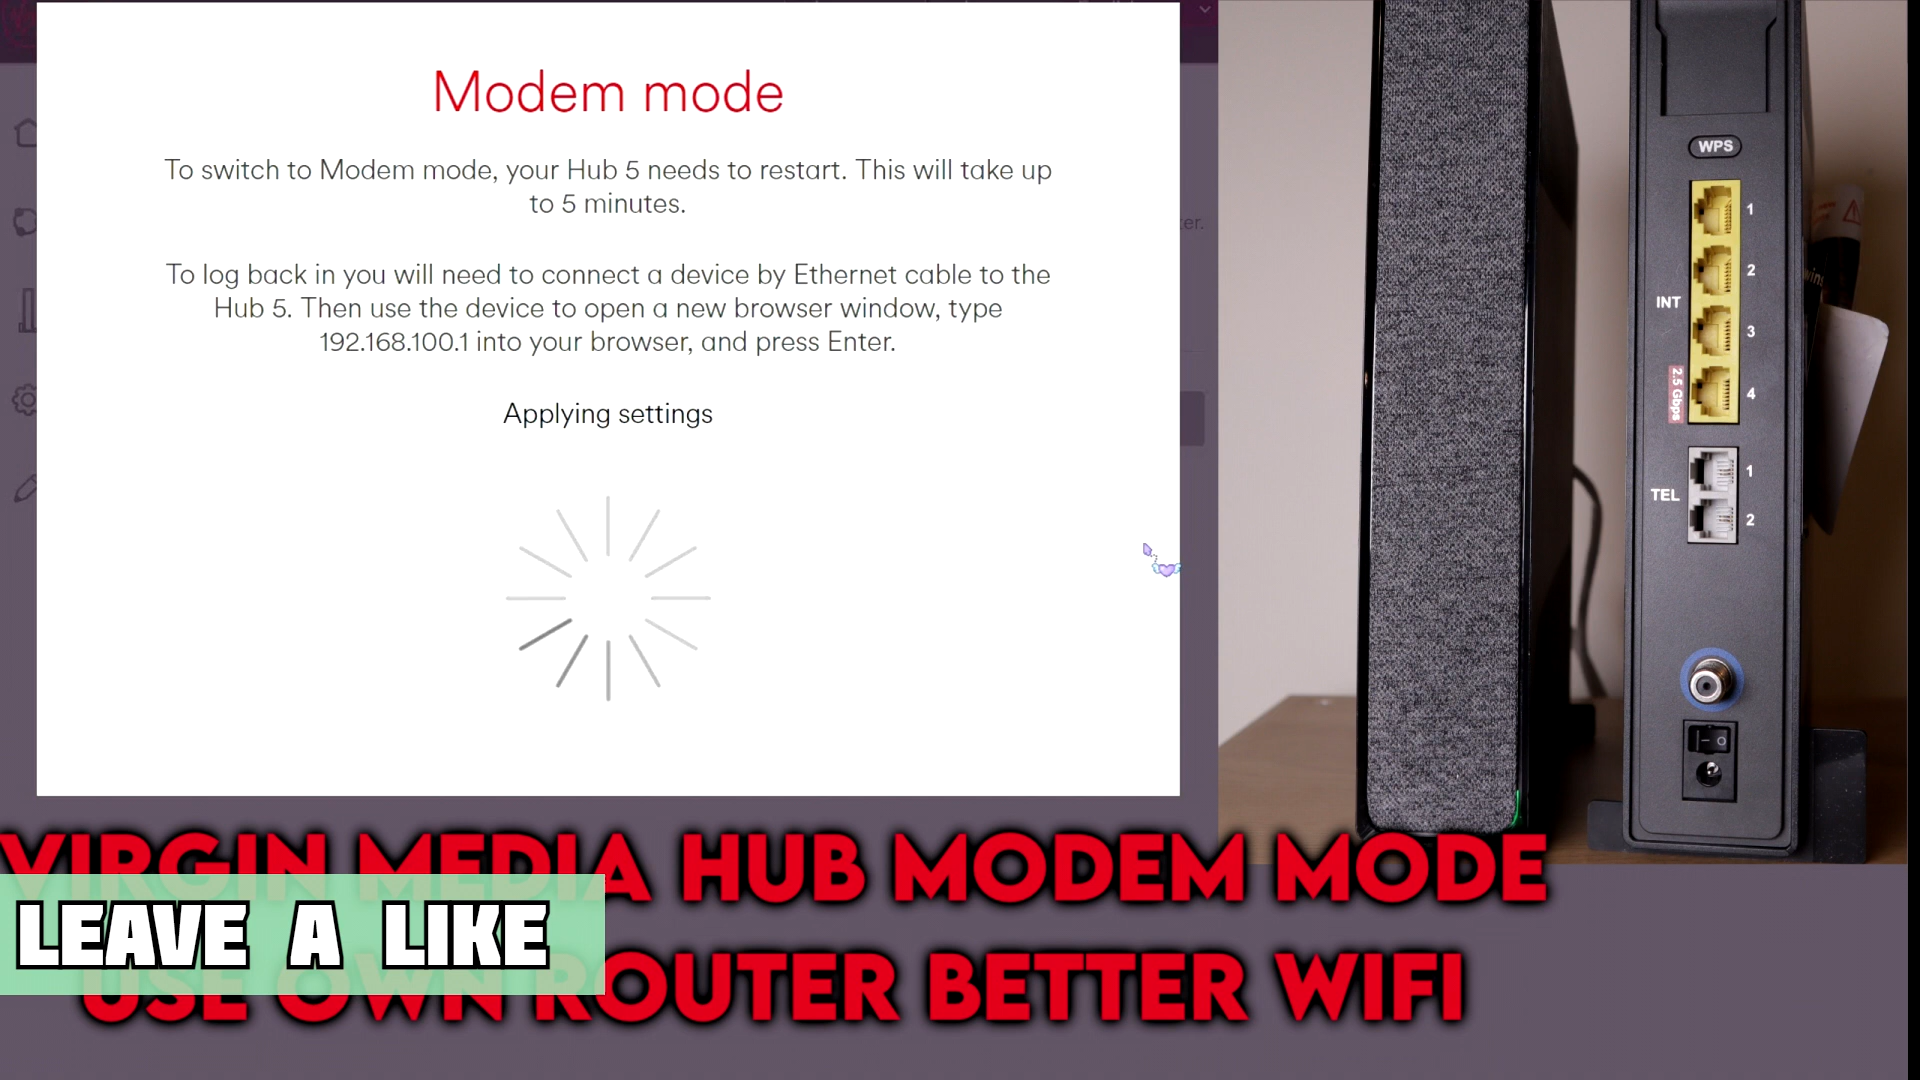 Modem mode
To switch to Modem mode, your Hub 5 needs to restart. This will take up
to 5 minutes.
To log back in you will need to connect a device by Ethernet cable to the
Hub 5. Then use the device to open a new browser window, type
192.168.100.1 into your browser, and press Enter.
Applying settings
ter.
WPS
1
2
INT
3
2.5 Gbps
4
1
TEL
2
VIRGIN MEDIA HUB MODEM MODE
LEAVE A LIKE
USE OWN ROUTER BETTER WIFI